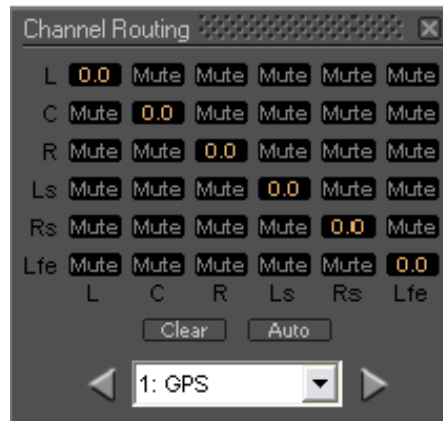 Channel Routing
L 0.0 Mute Mute Mute Mute Mute
C Mute 0.0 Mute Mute Mute Mute
R Mute Mute 0.0 Mute Mute Mute
Ls Mute Mute Mute 0.0 Mute Mute
Rs Mute Mute Mute Mute 0.0 Mute
Lfe Mute Mute Mute Mute Mute 0.0
L C R Ls Rs Lfe
Clear Auto
1: GPS